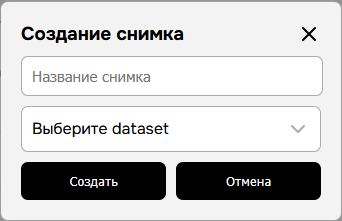 Создание снимка
Название снимка
Выберите dataset
Создать Отмена